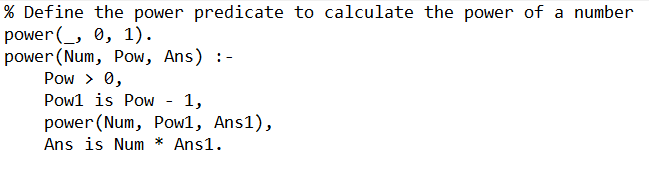 % Define the power predicate to calculate the power of a number
power(_, 0, 1).
power(Num, Pow, Ans) :-
    Pow > 0,
    Pow1 is Pow - 1,
    power(Num, Pow1, Ans1),
    Ans is Num * Ans1.